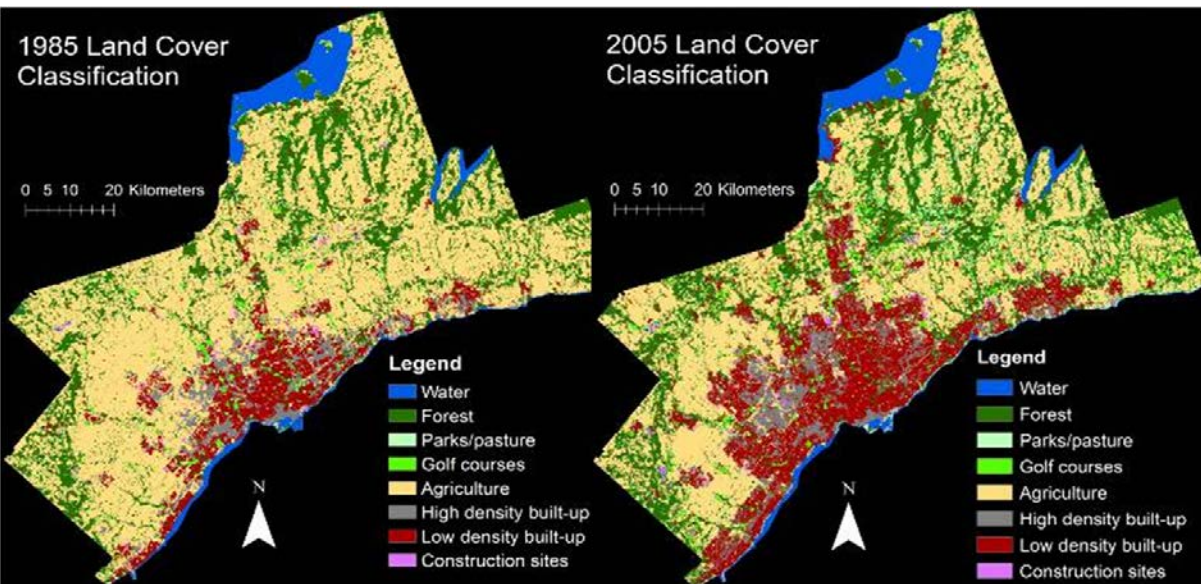 1985 Land Cover
Classification
0 5 10 20 Kilometers
Legend
Water
Forest
Parks/pasture
Golf courses
Agriculture
High density built-up
Low density built-up
Construction sites
N
2005 Land Cover
Classification
0 5 10 20 Kilometers
Legend
Water
Forest
Parks/pasture
Golf courses
Agriculture
High density built-up
Low density built-up
Construction sites
N